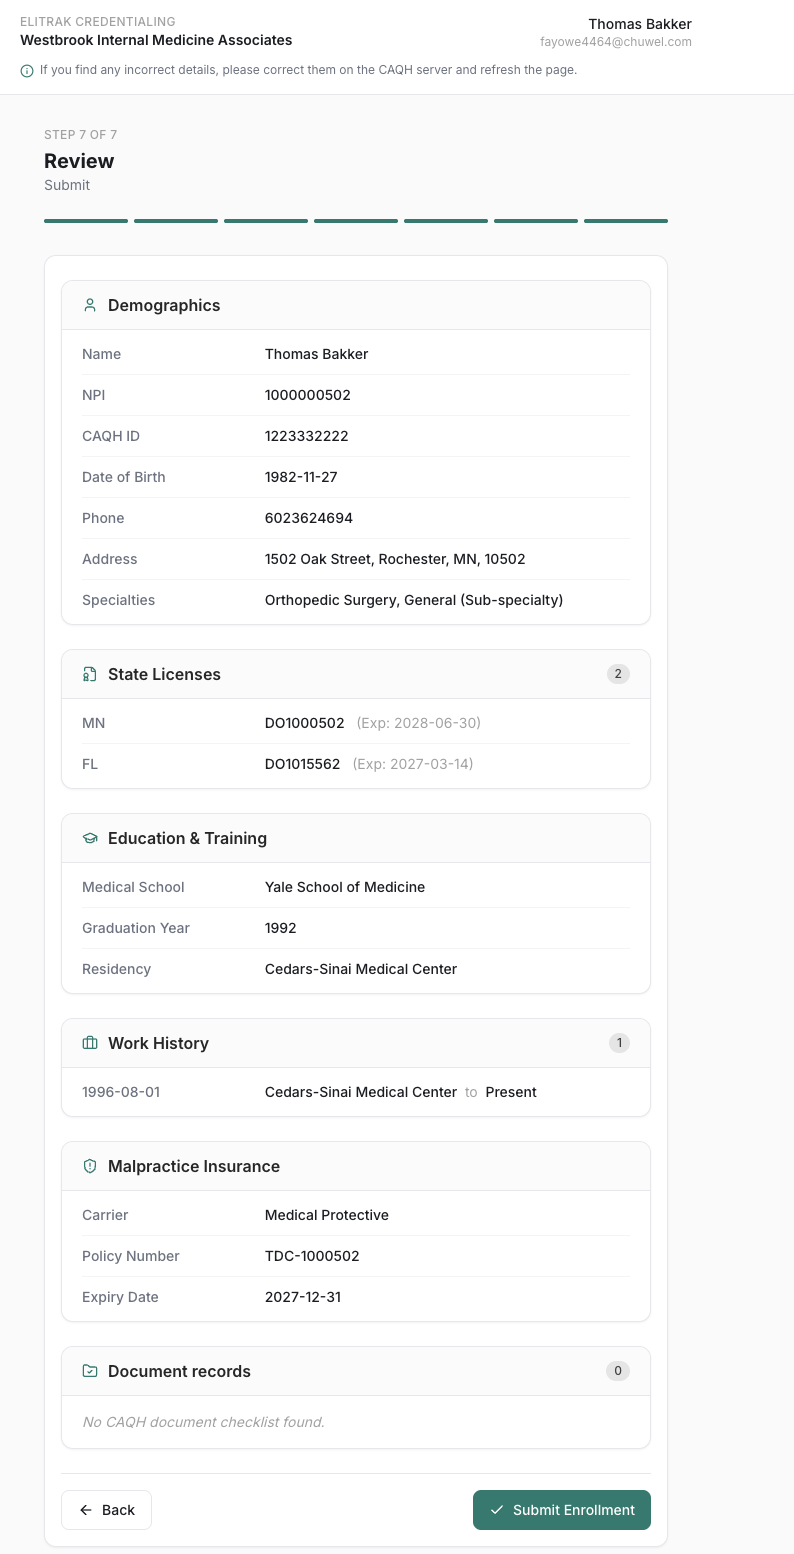 ELITRAK CREDENTIALING
Westbrook Internal Medicine Associates
Thomas Bakker
fayowe4464@chuwel.com
If you find any incorrect details, please correct them on the CAQH server and refresh the page.
STEP 7 OF 7
Review
Submit
Demographics
Name Thomas Bakker
NPI 1000000502
CAQH ID 1223332222
Date of Birth 1982-11-27
Phone 6023624694
Address 1502 Oak Street, Rochester, MN, 10502
Specialties Orthopedic Surgery, General (Sub-specialty)
State Licenses 2
MN DO1000502 (Exp: 2028-06-30)
FL DO1015562 (Exp: 2027-03-14)
Education & Training
Medical School Yale School of Medicine
Graduation Year 1992
Residency Cedars-Sinai Medical Center
Work History 1
1996-08-01 Cedars-Sinai Medical Center to Present
Malpractice Insurance
Carrier Medical Protective
Policy Number TDC-1000502
Expiry Date 2027-12-31
Document records 0
No CAQH document checklist found.
Back Submit Enrollment